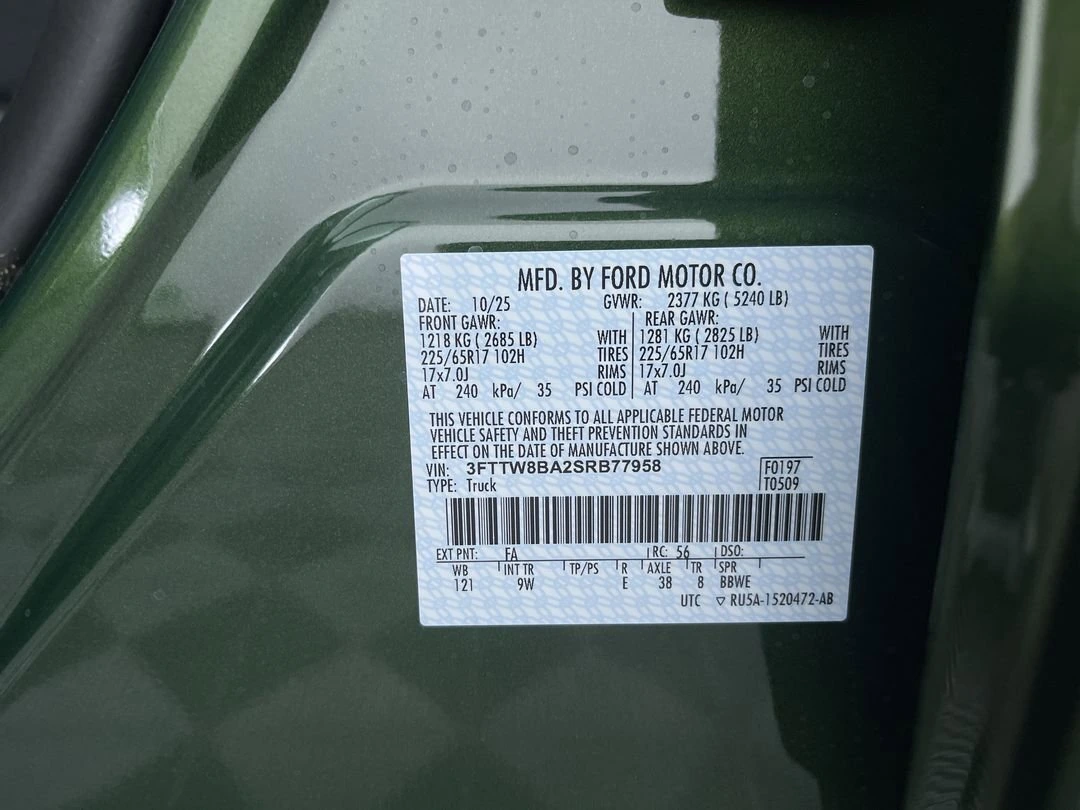 MFD. BY FORD MOTOR CO.
DATE: 10/25 GVWR: 2377 KG ( 5240 LB)
FRONT GAWR: REAR GAWR:
1218 KG ( 2685 LB) WITH 1281 KG ( 2825 LB) WITH
225/65R17 102H TIRES 225/65R17 102H TIRES
17x7.0J RIMS 17x7.0J RIMS
AT 240 kPa/ 35 PSI COLD AT 240 kPa/ 35 PSI COLD
THIS VEHICLE CONFORMS TO ALL APPLICABLE FEDERAL MOTOR
VEHICLE SAFETY AND THEFT PREVENTION STANDARDS IN
EFFECT ON THE DATE OF MANUFACTURE SHOWN ABOVE.
VIN: 3FTTW8BA2SRB77958 F0197
TYPE: Truck T0509
EXT PNT: FA RC: 56 DSO:
WB INT TR TP/PS R AXLE TR SPR
121 9W E 38 8 BBWE
UTC ▽ RU5A-1520472-AB